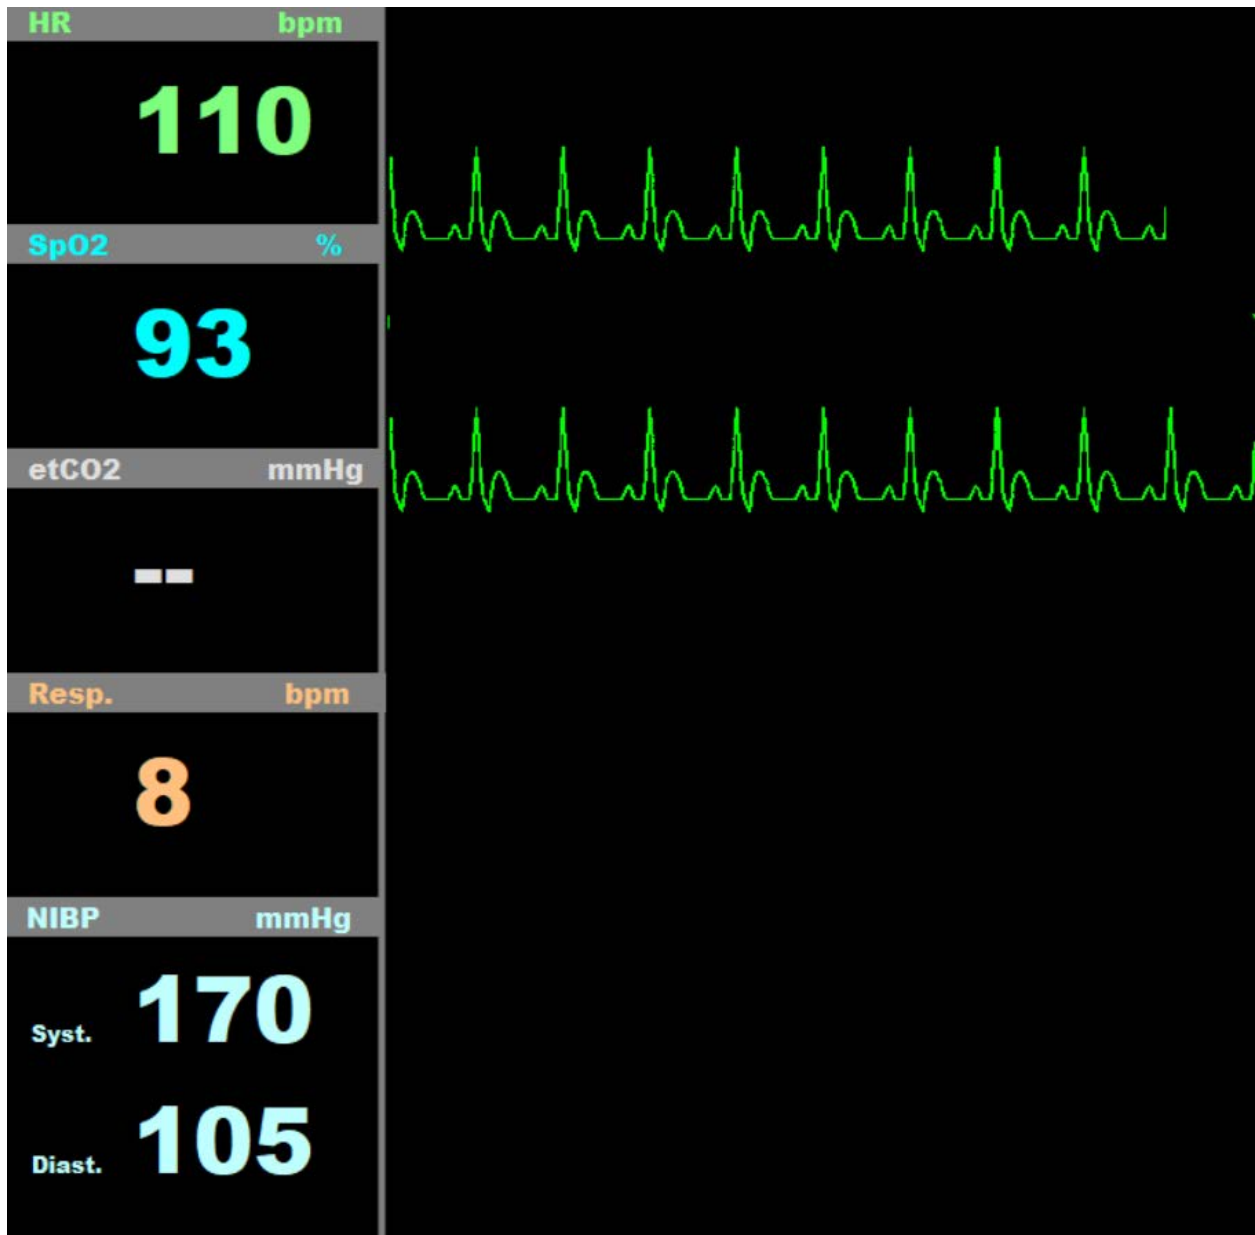 HR bpm
110
SpO2 %
93
etCO2 mmHg
--
Resp. bpm
8
NIBP mmHg
Syst. 170
Diast. 105